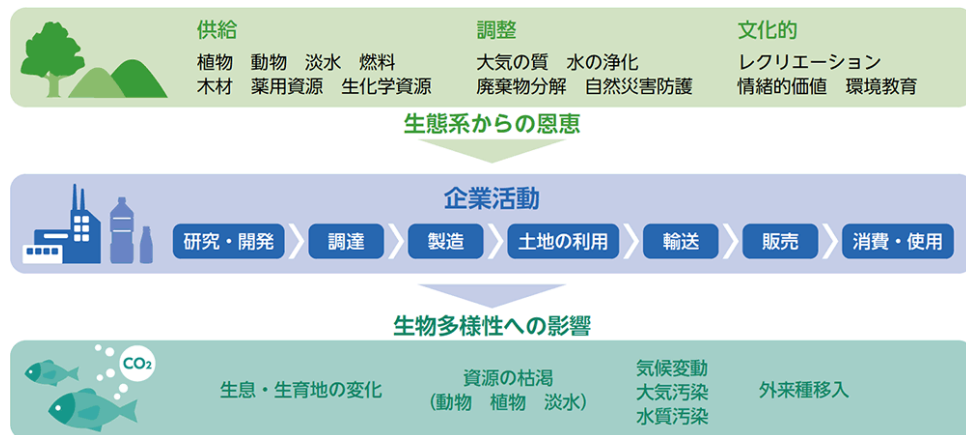 供給
植物 動物 淡水 燃料
木材 薬用資源 生化学資源
調整
大気の質 水の浄化
廃棄物分解 自然災害防護
文化的
レクリエーション
情緒的価値 環境教育
生態系からの恩恵
企業活動
研究・開発
調達
製造
土地の利用
輸送
販売
消費・使用
生物多様性への影響
CO₂
生息・生育地の変化
資源の枯渇
（動物 植物 淡水）
気候変動
大気汚染
水質汚染
外来種移入